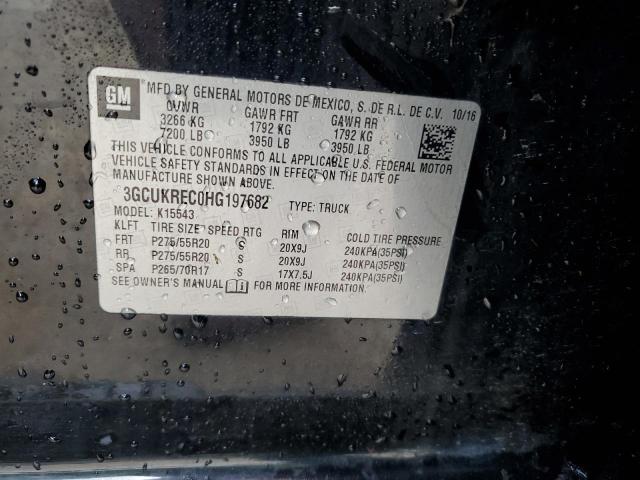 GM
MFD BY GENERAL MOTORS DE MEXICO, S. DE R.L. DE C.V. 10/16
GVWR GAWR FRT GAWR RR
3266 KG 1792 KG 1792 KG
7200 LB 3950 LB 3950 LB
THIS VEHICLE CONFORMS TO ALL APPLICABLE U.S. FEDERAL MOTOR
VEHICLE SAFETY STANDARDS IN EFFECT ON THE DATE OF
MANUFACTURE SHOWN ABOVE.
3GCUKREC0HG197682 TYPE: TRUCK
MODEL: K15543
KLFT TIRE SIZE SPEED RTG RIM COLD TIRE PRESSURE
FRT P275/55R20 S 20X9J 240KPA(35PSI)
RR P275/55R20 S 20X9J 240KPA(35PSI)
SPA P265/70R17 S 17X7.5J 240KPA(35PSI)
SEE OWNER'S MANUAL FOR MORE INFORMATION.